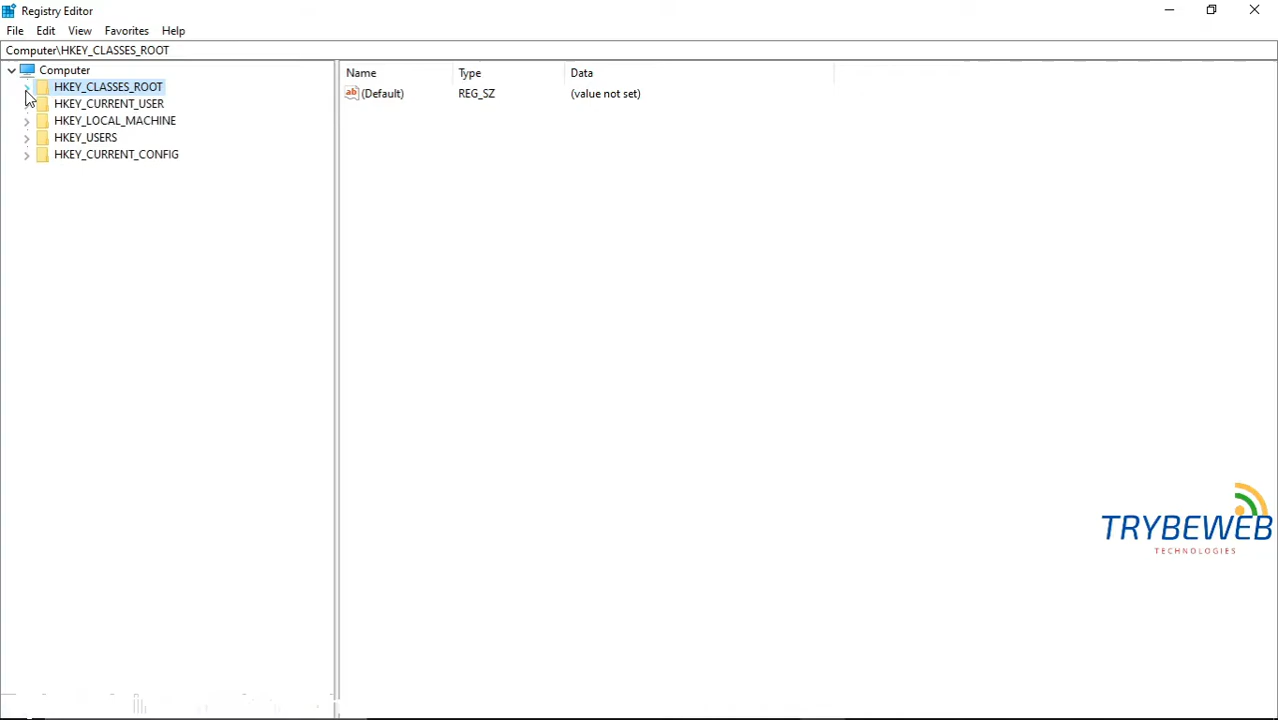 Registry Editor
File Edit View Favorites Help
Computer\HKEY_CLASSES_ROOT
Computer
HKEY_CLASSES_ROOT
HKEY_CURRENT_USER
HKEY_LOCAL_MACHINE
HKEY_USERS
HKEY_CURRENT_CONFIG
Name Type Data
ab (Default) REG_SZ (value not set)
TRYBEWEB
TECHNOLOGIES